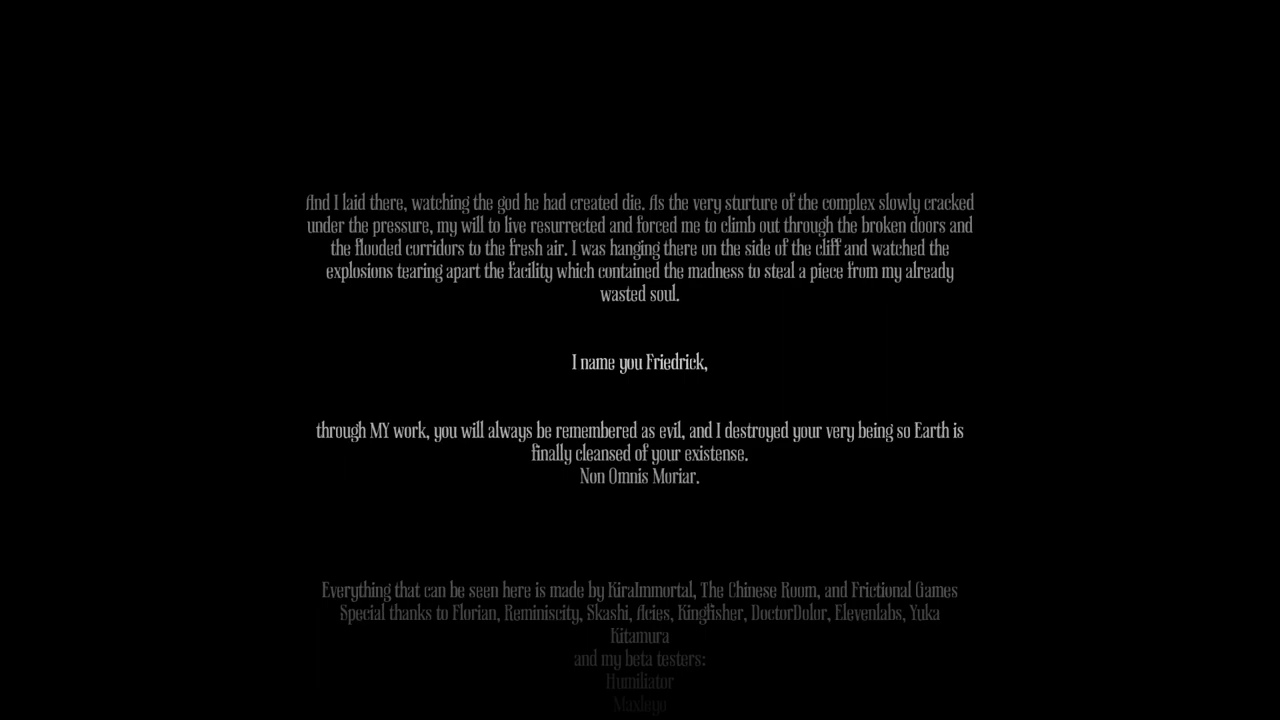 And I laid there, watching the god he had created die. As the very sturture of the complex slowly cracked
under the pressure, my will to live resurrected and forced me to climb out through the broken doors and
the flooded corridors to the fresh air. I was hanging there on the side of the cliff and watched the
explosions tearing apart the facility which contained the madness to steal a piece from my already
wasted soul.
I name you Friedrick,
through MY work, you will always be remembered as evil, and I destroyed your very being so Earth is
finally cleansed of your existense.
Non Omnis Moriar.
Everything that can be seen here is made by KiraImmortal, The Chinese Room, and Frictional Games
Special thanks to Florian, Reminiscity, Skashi, Acies, Kingfisher, DoctorDolor, Elevenlabs, Yuka
Kitamura
and my beta testers:
Humiliator